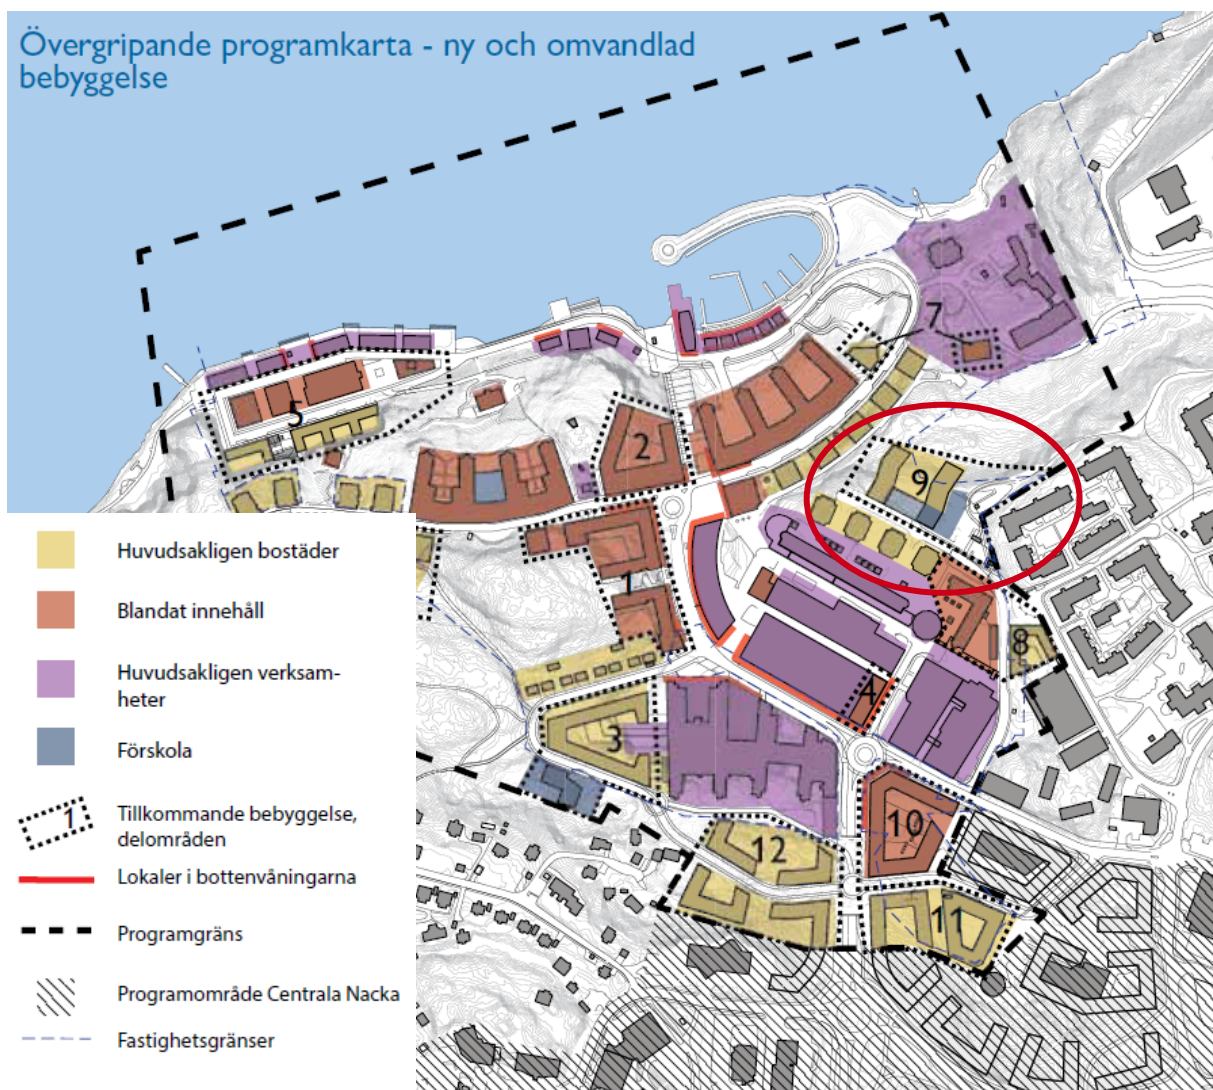 Övergripande programkarta - ny och omvandlad
bebyggelse
7
5
2
9
1
8
4
3
10
12
11
Huvudsakligen bostäder
Blandat innehåll
Huvudsakligen verksam-
heter
Förskola
1
Tillkommande bebyggelse,
delområden
Lokaler i bottenvåningarna
Programgräns
Programområde Centrala Nacka
Fastighetsgränser